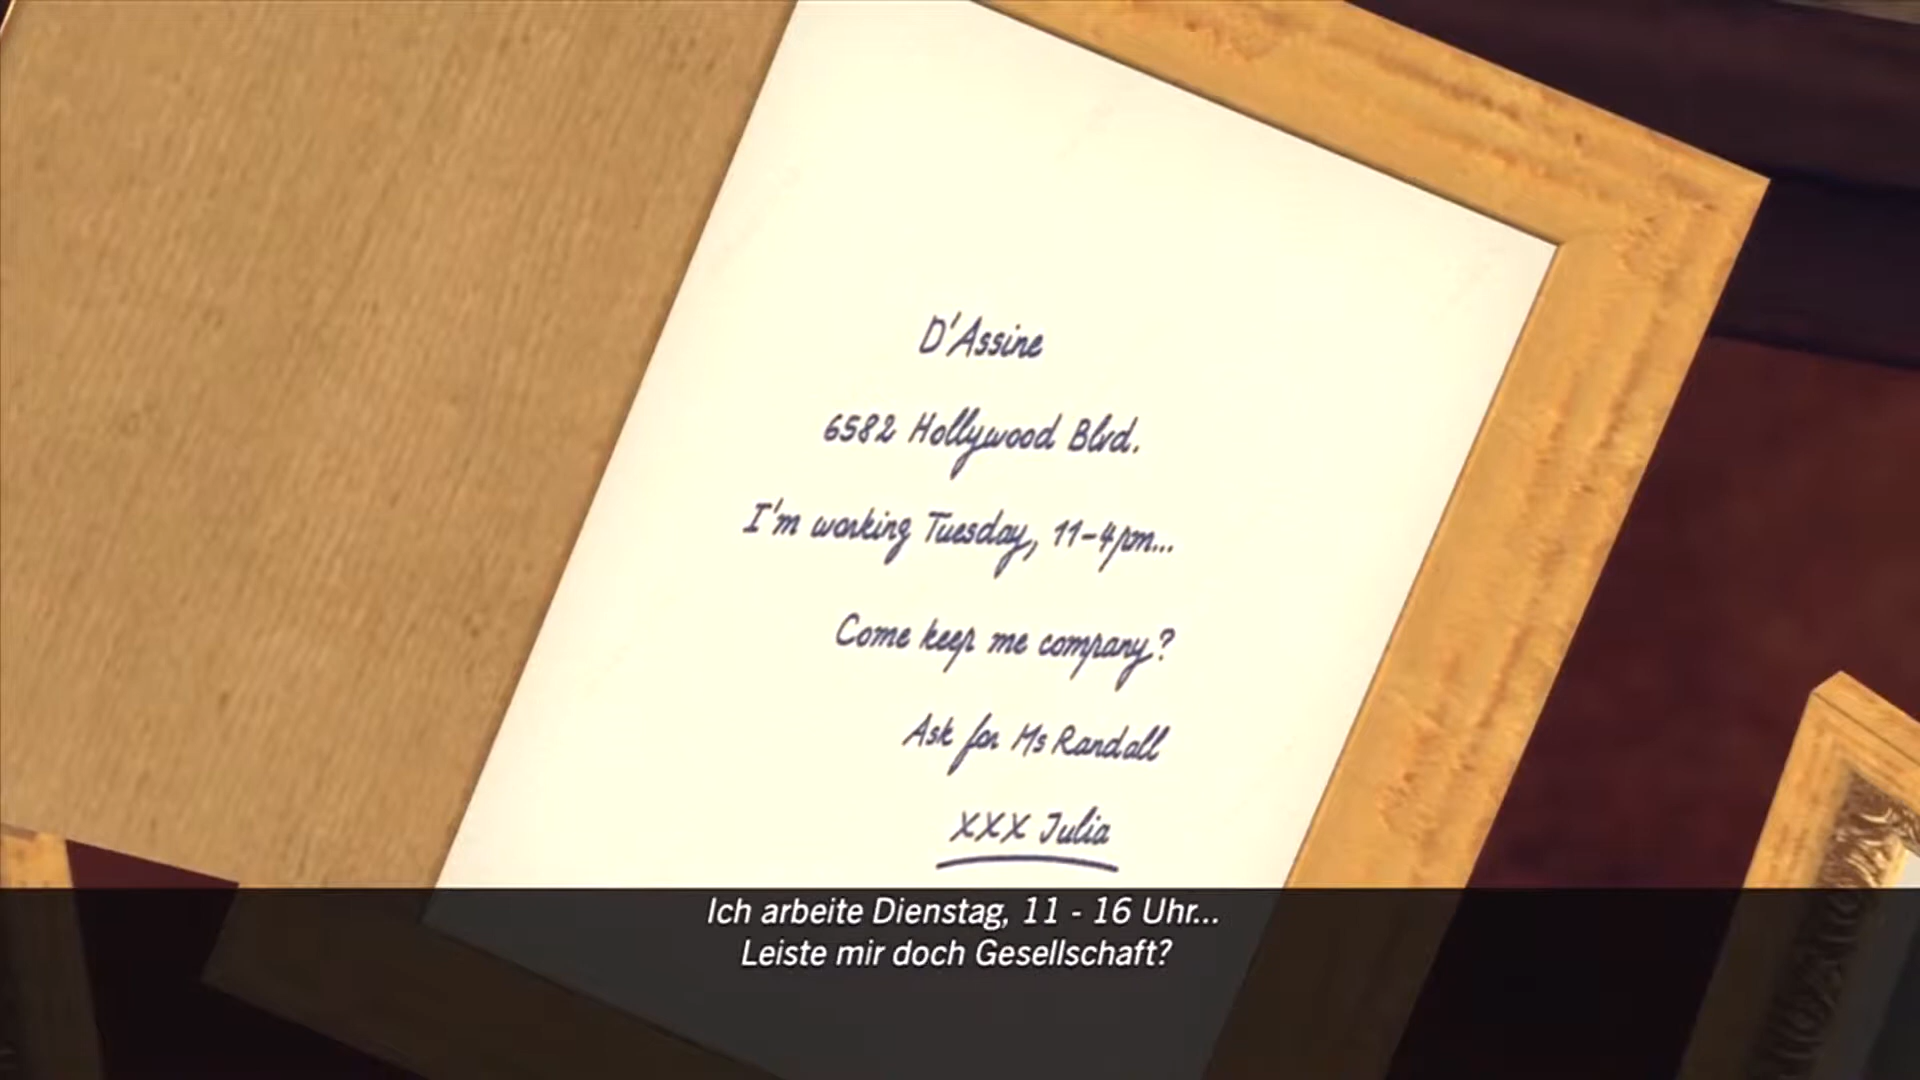 D'Assine
6582 Hollywood Blvd.
I'm working Tuesday, 11-4pm...
Come keep me company?
Ask for Ms Randall
XXX Julia
Ich arbeite Dienstag, 11 - 16 Uhr...
Leiste mir doch Gesellschaft?